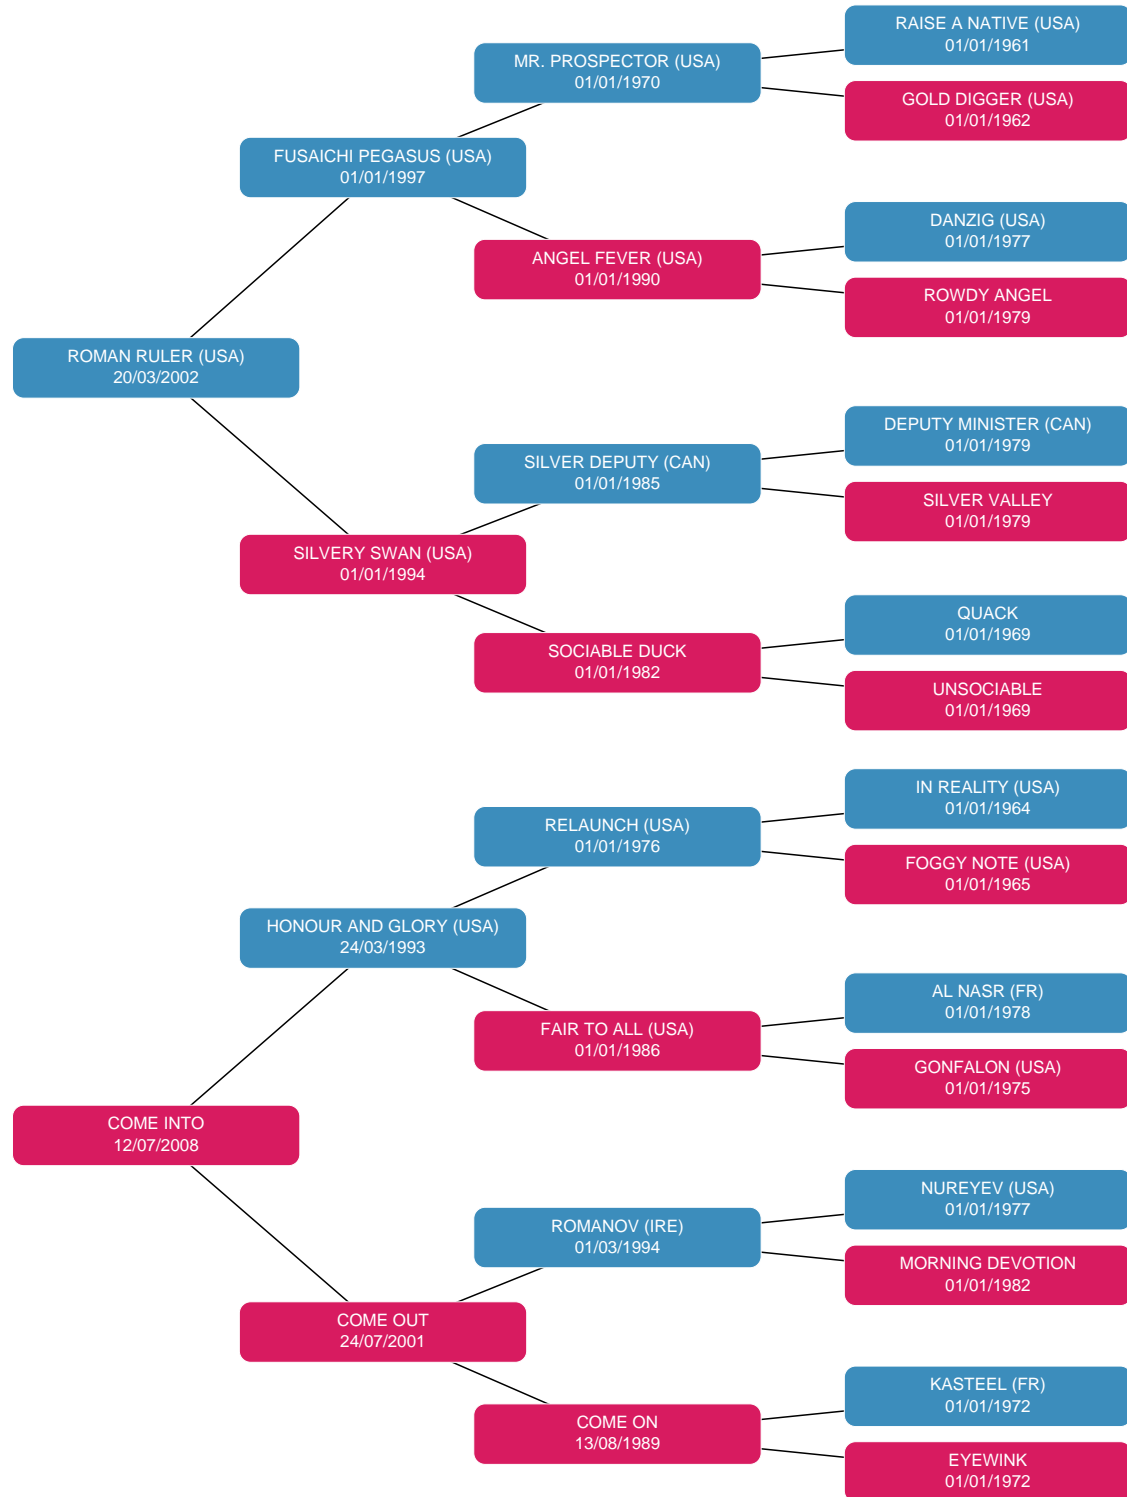 RAISE A NATIVE (USA)
01/01/1961
MR. PROSPECTOR (USA)
01/01/1970
GOLD DIGGER (USA)
01/01/1962
FUSAICHI PEGASUS (USA)
01/01/1997
DANZIG (USA)
01/01/1977
ANGEL FEVER (USA)
01/01/1990
ROWDY ANGEL
01/01/1979
ROMAN RULER (USA)
20/03/2002
DEPUTY MINISTER (CAN)
01/01/1979
SILVER DEPUTY (CAN)
01/01/1985
SILVER VALLEY
01/01/1979
SILVERY SWAN (USA)
01/01/1994
QUACK
01/01/1969
SOCIABLE DUCK
01/01/1982
UNSOCIABLE
01/01/1969
IN REALITY (USA)
01/01/1964
RELAUNCH (USA)
01/01/1976
FOGGY NOTE (USA)
01/01/1965
HONOUR AND GLORY (USA)
24/03/1993
AL NASR (FR)
01/01/1978
FAIR TO ALL (USA)
01/01/1986
GONFALON (USA)
01/01/1975
COME INTO
12/07/2008
NUREYEV (USA)
01/01/1977
ROMANOV (IRE)
01/03/1994
MORNING DEVOTION
01/01/1982
COME OUT
24/07/2001
KASTEEL (FR)
01/01/1972
COME ON
13/08/1989
EYEWINK
01/01/1972